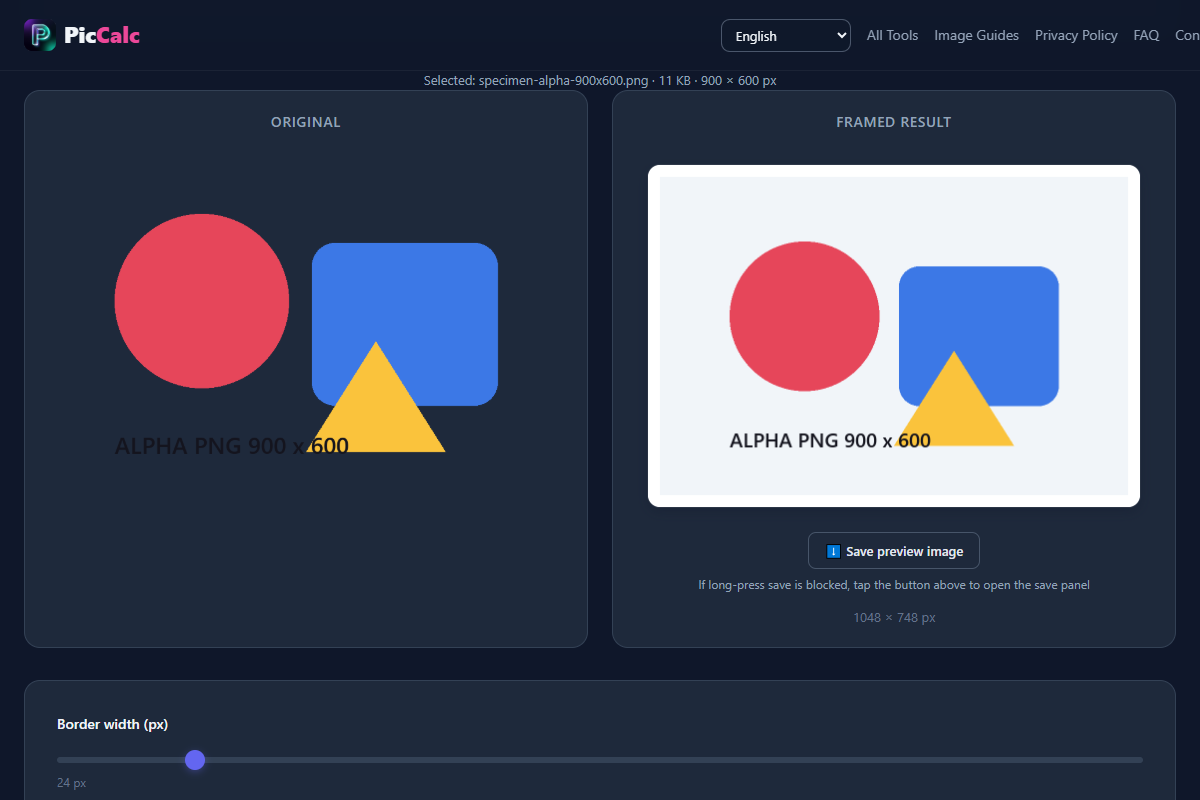 PicCalc
English
All Tools
Image Guides
Privacy Policy
FAQ
Con
Selected: specimen-alpha-900x600.png · 11 KB · 900 × 600 px
ORIGINAL
ALPHA PNG 900 x 600
FRAMED RESULT
ALPHA PNG 900 x 600
Save preview image
If long-press save is blocked, tap the button above to open the save panel
1048 × 748 px
Border width (px)
24 px